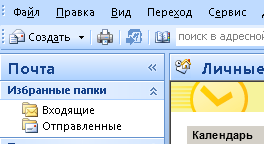 Файл Правка Вид Переход Сервис
Создать поиск в адресной
Почта
Личные
Избранные папки
Входящие
Отправленные
Календарь